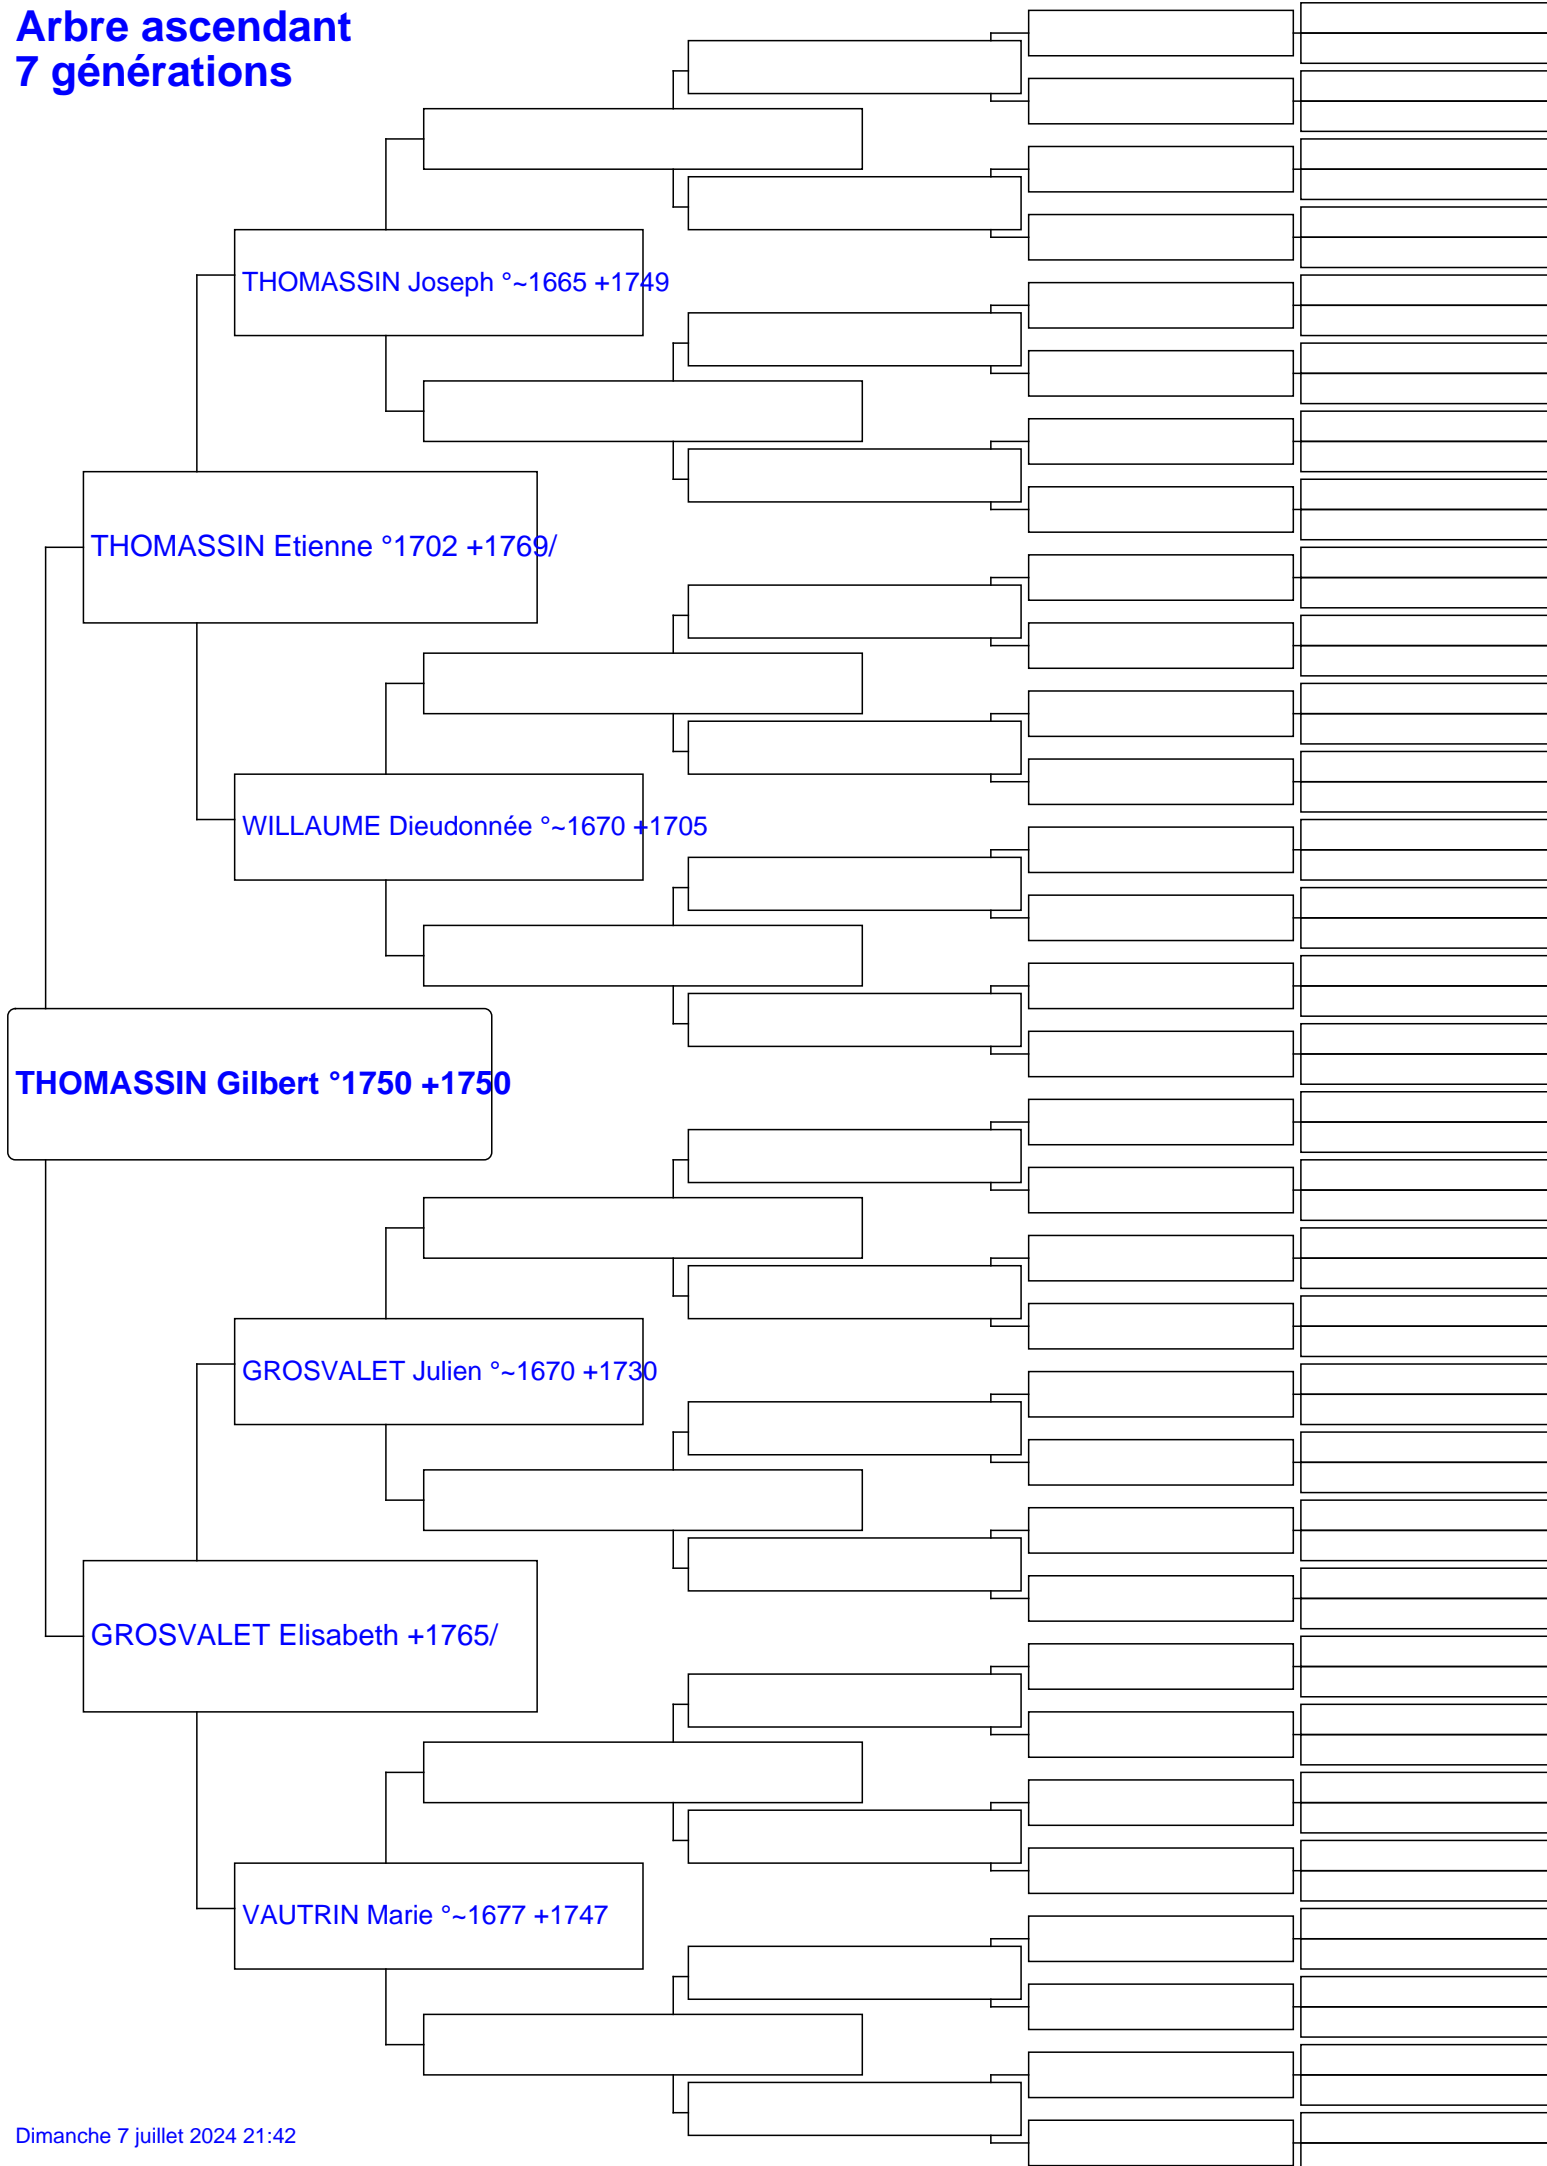 Arbre ascendant
7 générations
THOMASSIN Joseph °~1665 +1749
THOMASSIN Etienne °1702 +1769/
WILLAUME Dieudonnée °~1670 +1705
THOMASSIN Gilbert °1750 +1750
GROSVALET Julien °~1670 +1730
GROSVALET Elisabeth +1765/
VAUTRIN Marie °~1677 +1747
Dimanche 7 juillet 2024 21:42